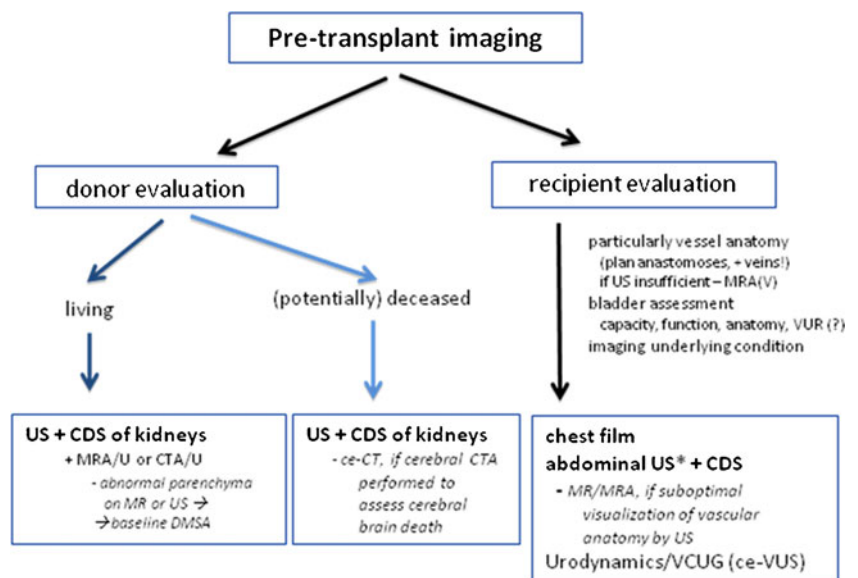 Pre-transplant imaging
donor evaluation
recipient evaluation
particularly vessel anatomy
(plan anastomoses, + veins!)
if US insufficient – MRA(V)
bladder assessment
capacity, function, anatomy, VUR (?)
imaging underlying condition
living
(potentially) deceased
US + CDS of kidneys
+ MRA/U or CTA/U
- abnormal parenchyma
on MR or US →
→ baseline DMSA
US + CDS of kidneys
- ce-CT, if cerebral CTA
performed to
assess cerebral
brain death
chest film
abdominal US* + CDS
- MR/MRA, if suboptimal
visualization of vascular
anatomy by US
Urodynamics/VCUG (ce-VUS)